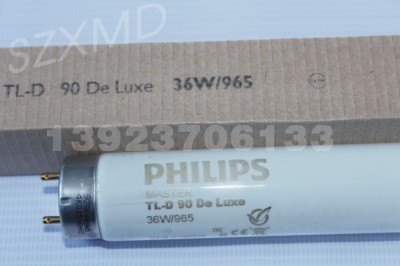 SZXMD
TL-D 90 De Luxe 36W/965
13923706133
PHILIPS
MASTER
TL-D 90 De Luxe
36W/965